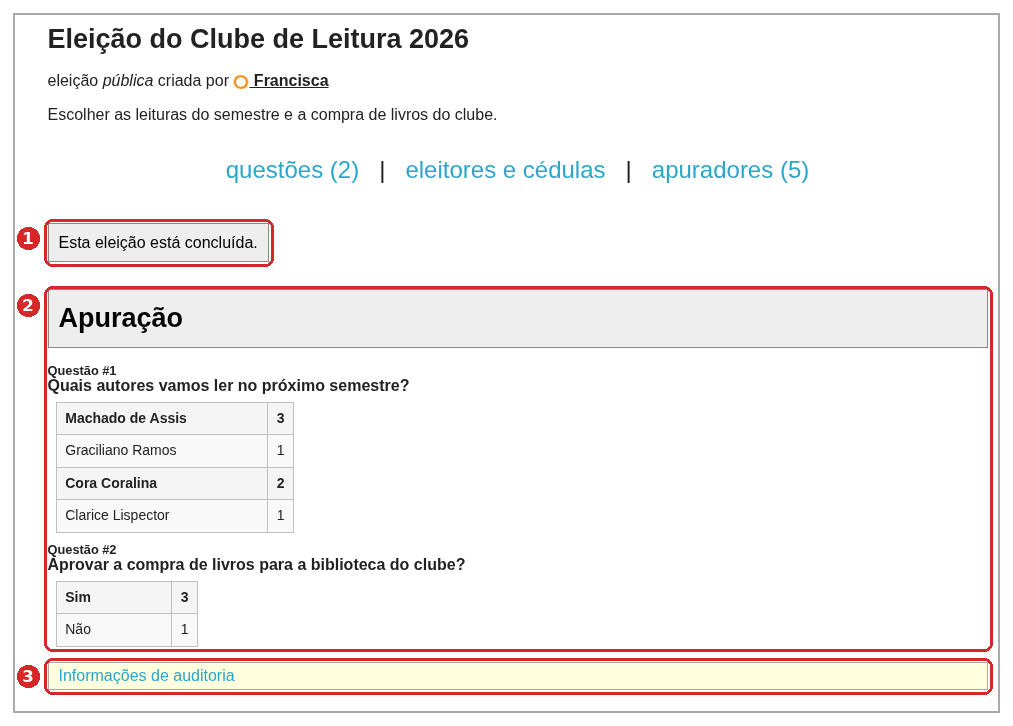 Eleição do Clube de Leitura 2026
eleição pública criada por Francisca
Escolher as leituras do semestre e a compra de livros do clube.
questões (2) | eleitores e cédulas | apuradores (5)
1 Esta eleição está concluída.
2 Apuração
Questão #1
Quais autores vamos ler no próximo semestre?
Machado de Assis 3
Graciliano Ramos 1
Cora Coralina 2
Clarice Lispector 1
Questão #2
Aprovar a compra de livros para a biblioteca do clube?
Sim 3
Não 1
3 Informações de auditoria